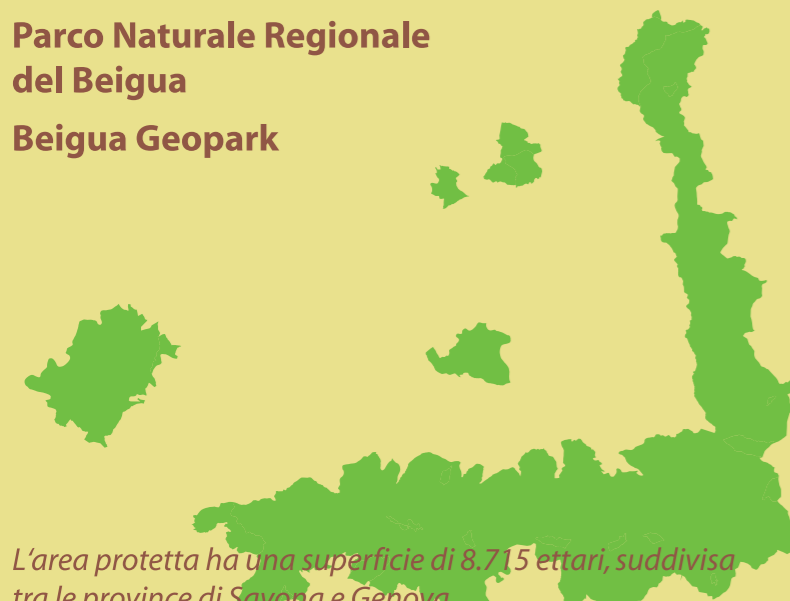 Parco Naturale Regionale
del Beigua
Beigua Geopark
L'area protetta ha una superficie di 8.715 ettari, suddivisa
tra le province di Savona e Genova